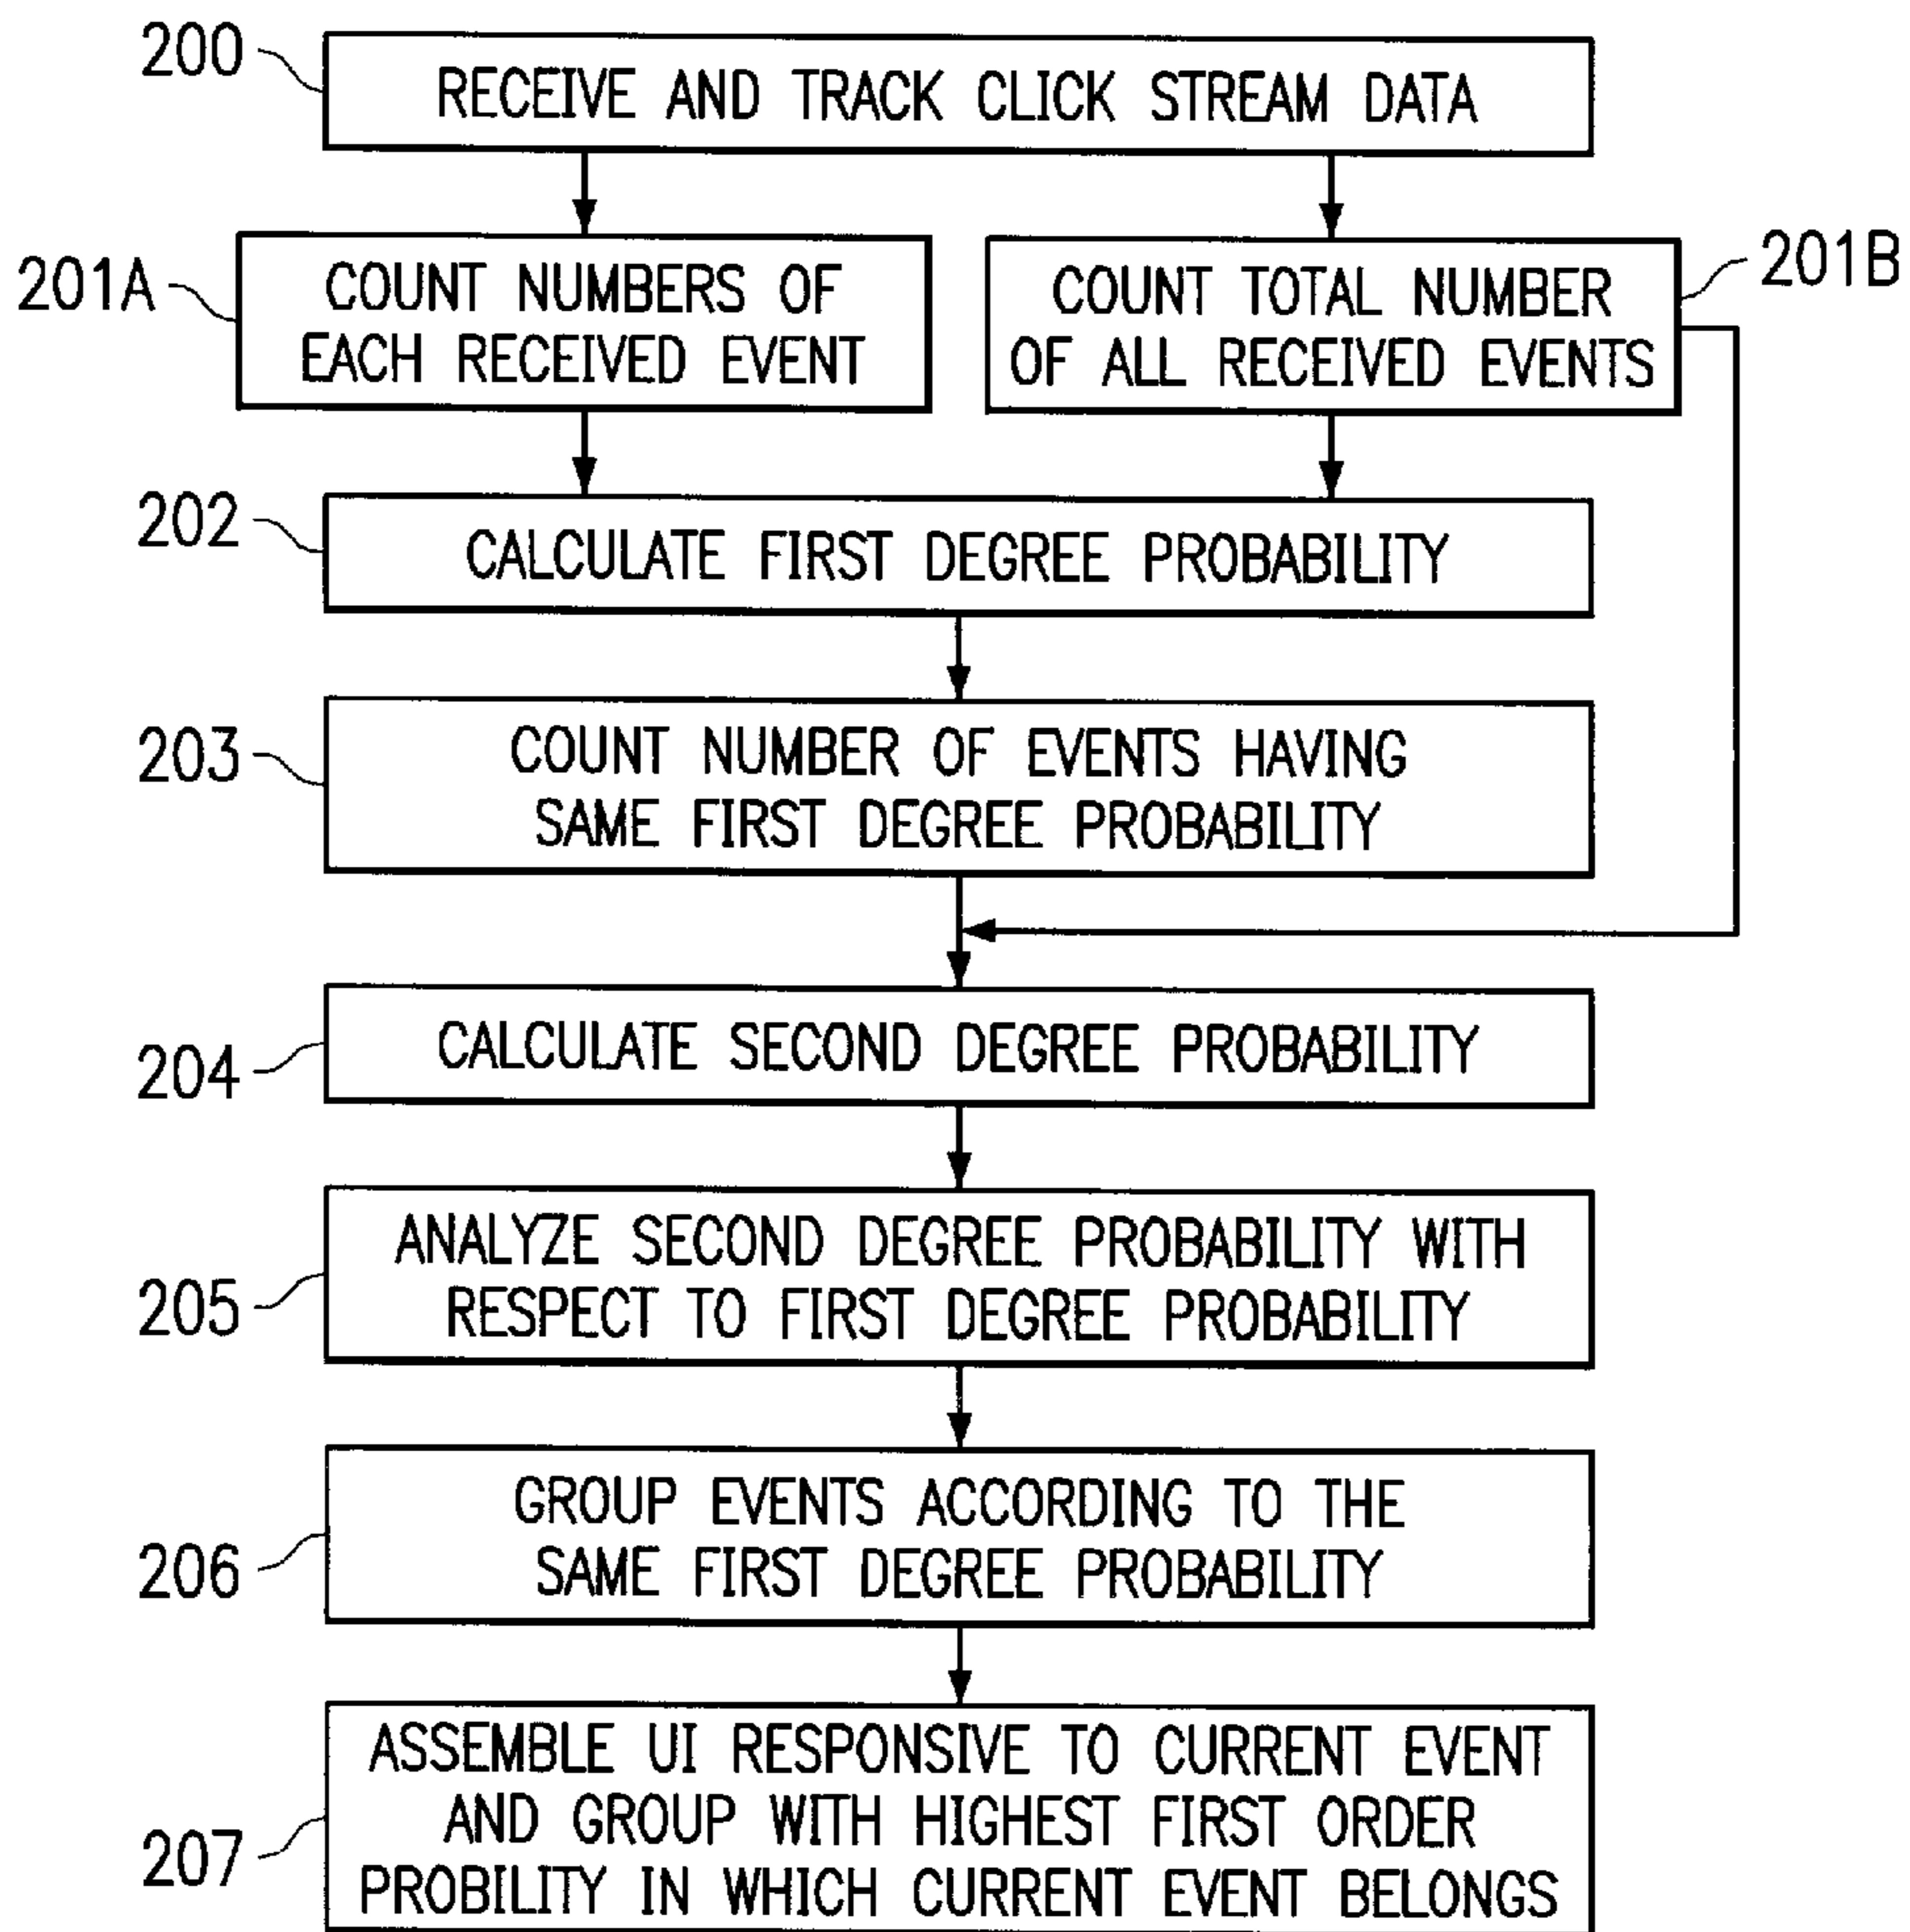 200
RECEIVE AND TRACK CLICK STREAM DATA
201A
COUNT NUMBERS OF
EACH RECEIVED EVENT
COUNT TOTAL NUMBER
OF ALL RECEIVED EVENTS
201B
202
CALCULATE FIRST DEGREE PROBABILITY
203
COUNT NUMBER OF EVENTS HAVING
SAME FIRST DEGREE PROBABILITY
204
CALCULATE SECOND DEGREE PROBABILITY
205
ANALYZE SECOND DEGREE PROBABILITY WITH
RESPECT TO FIRST DEGREE PROBABILITY
206
GROUP EVENTS ACCORDING TO THE
SAME FIRST DEGREE PROBABILITY
207
ASSEMBLE UI RESPONSIVE TO CURRENT EVENT
AND GROUP WITH HIGHEST FIRST ORDER
PROBILITY IN WHICH CURRENT EVENT BELONGS